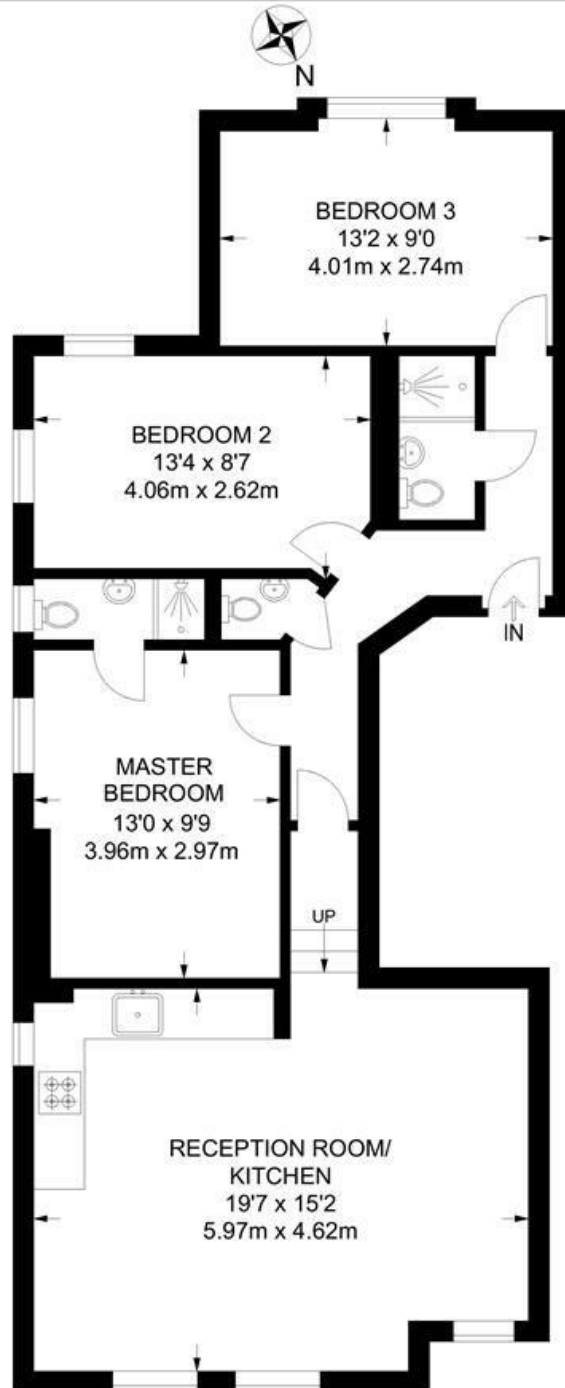 N
BEDROOM 3
13'2 x 9'0
4.01m x 2.74m
BEDROOM 2
13'4 x 8'7
4.06m x 2.62m
IN
MASTER
BEDROOM
13'0 x 9'9
3.96m x 2.97m
UP
RECEPTION ROOM/
KITCHEN
19'7 x 15'2
5.97m x 4.62m